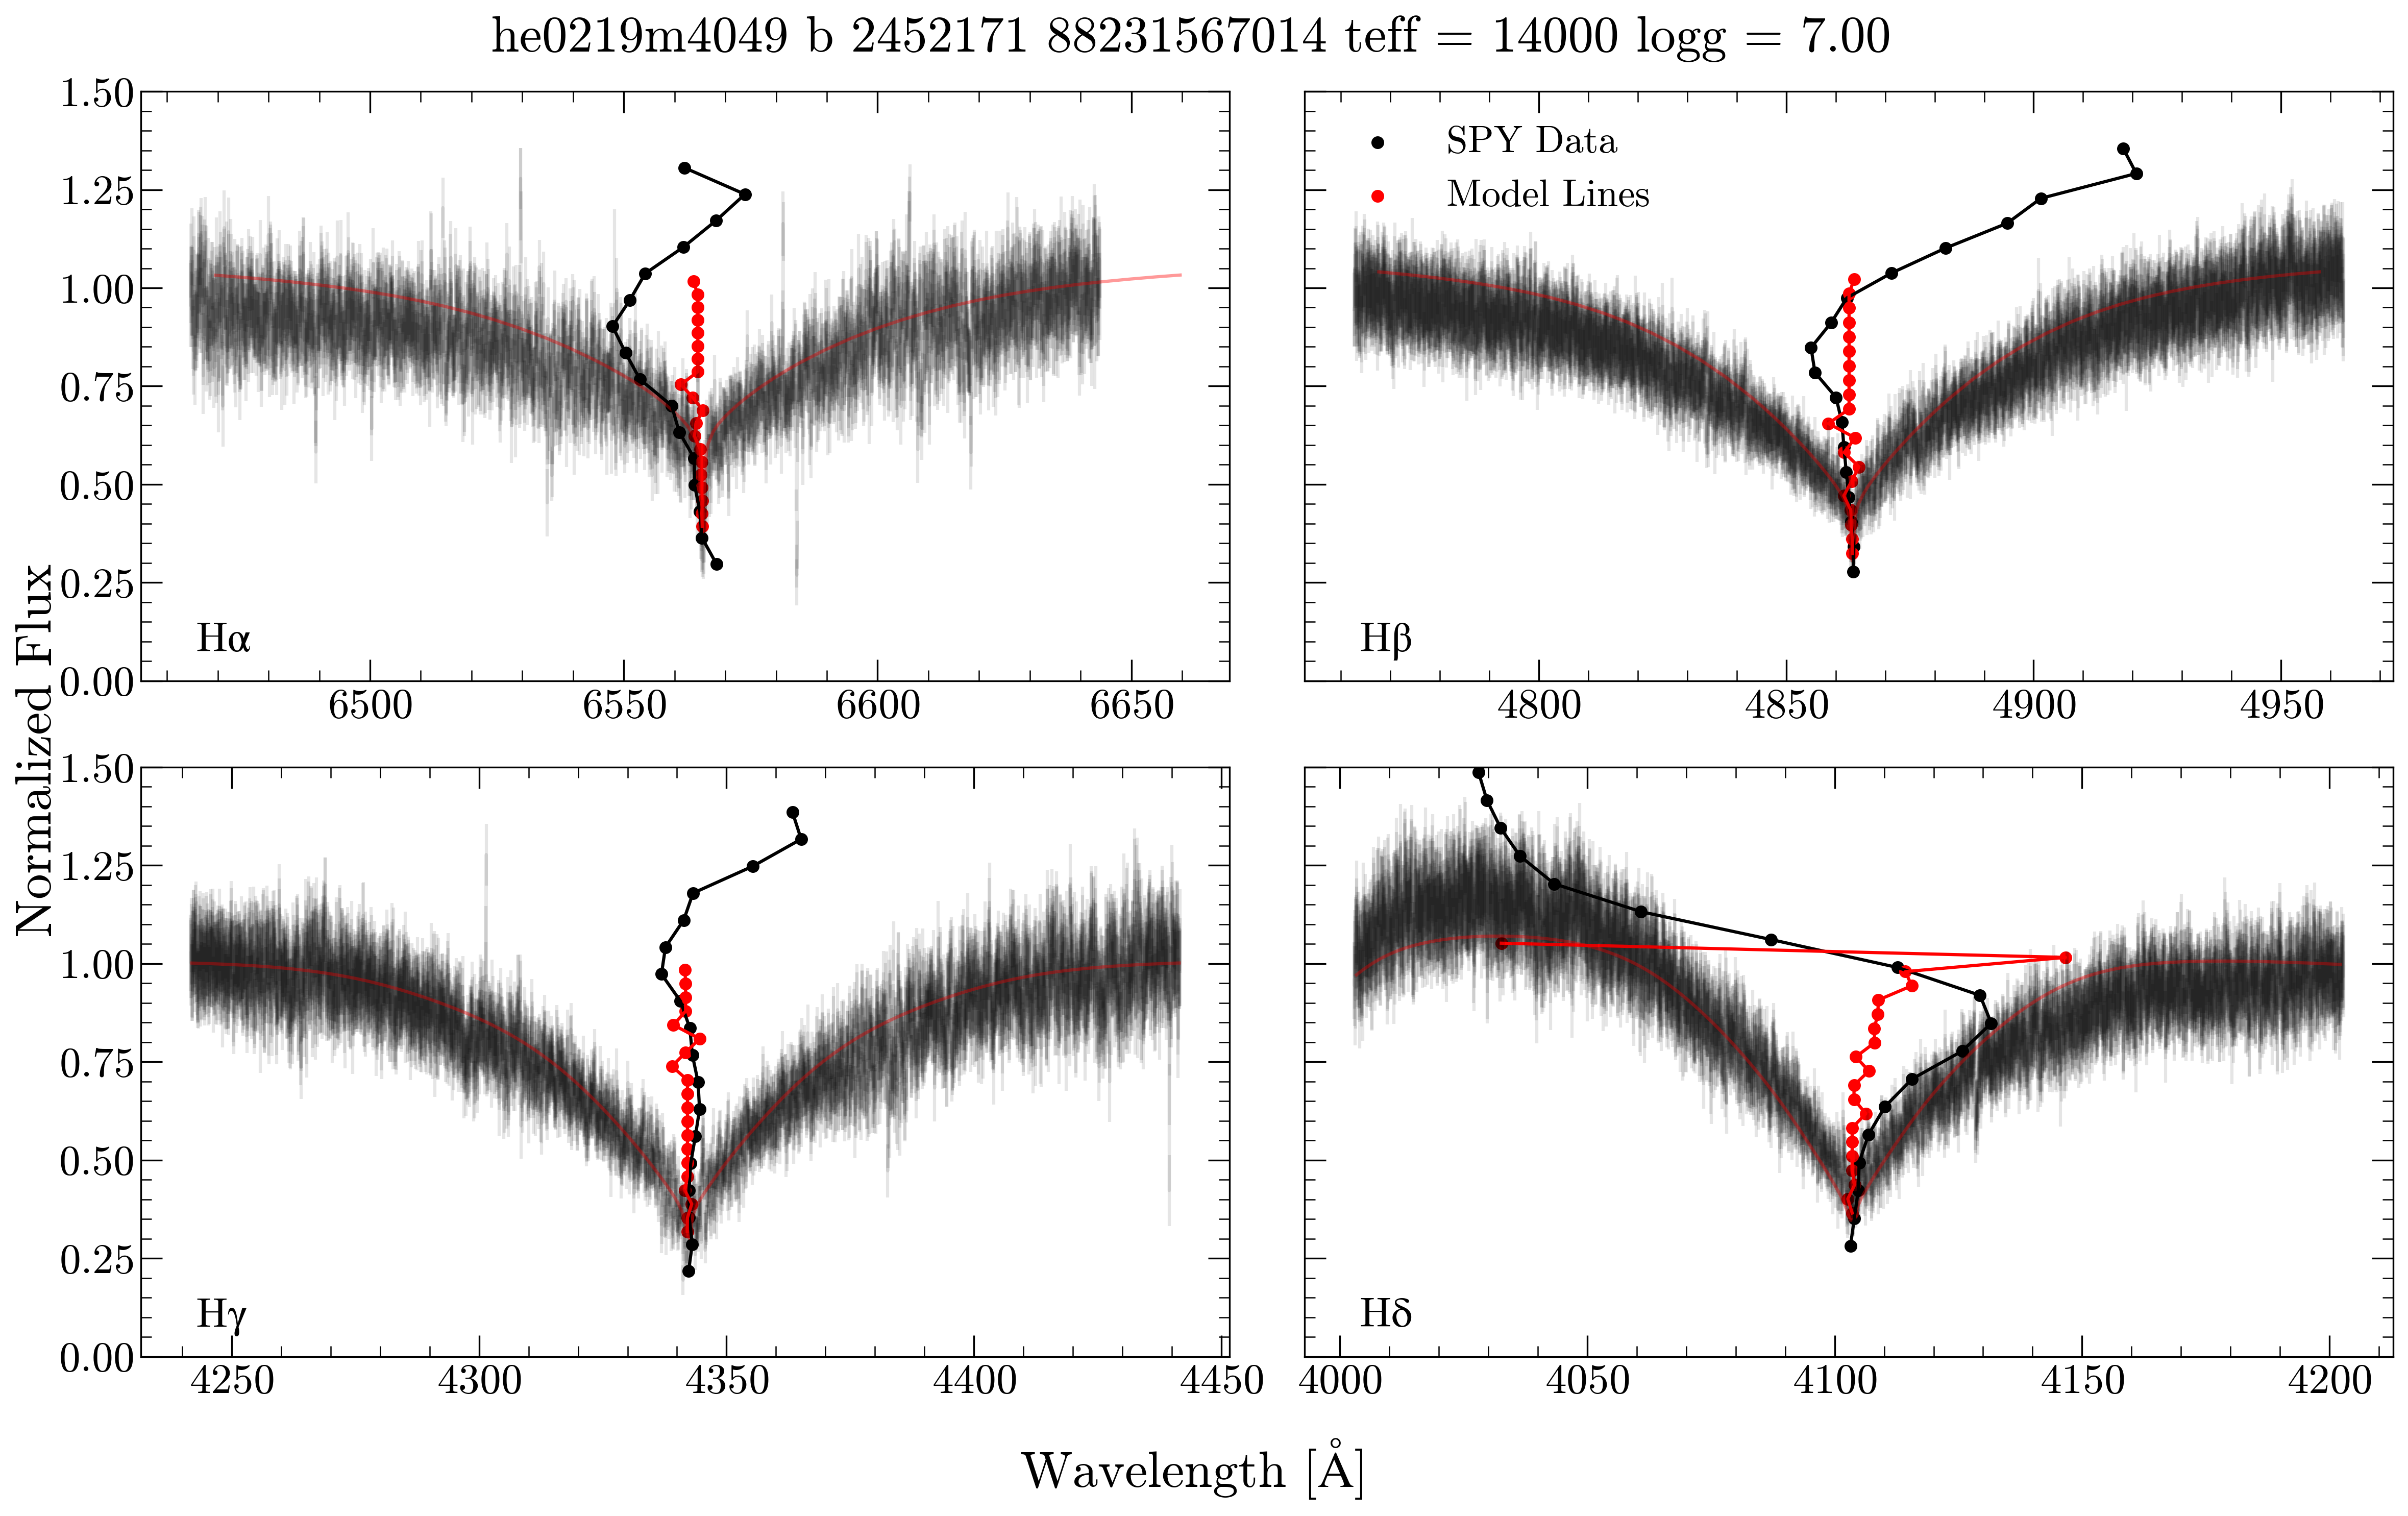 he0219m4049 b 2452171 88231567014 teff = 14000 logg = 7.00
1.50
1.25
1.00
0.75
0.50
0.25
0.00
Hα
6500 6550 6600 6650
SPY Data
Model Lines
Hβ
4800 4850 4900 4950
Normalized Flux
1.50
1.25
1.00
0.75
0.50
0.25
0.00
Hγ
4250 4300 4350 4400 4450
Hδ
4000 4050 4100 4150 4200
Wavelength [Å]